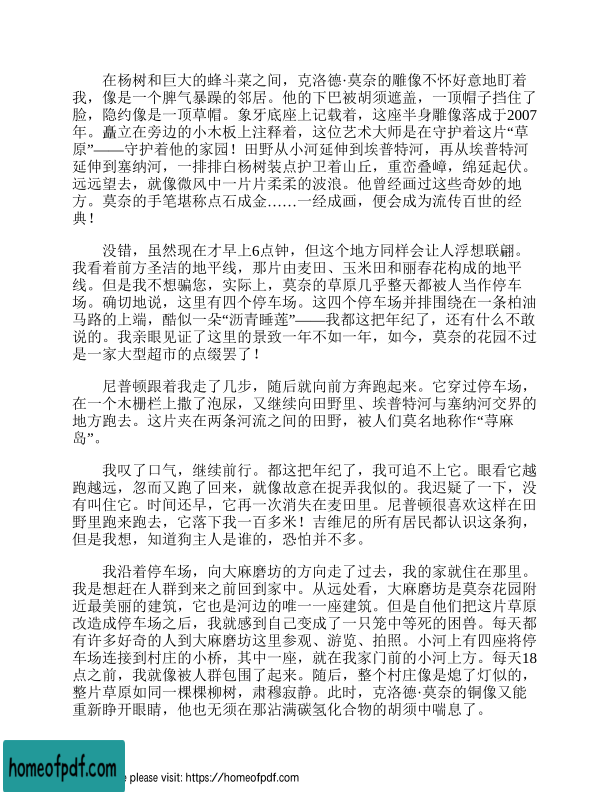 在杨树和巨大的蜂斗菜之间，克洛德·莫奈的雕像不怀好意地盯着
我，像是一个脾气暴躁的邻居。他的下巴被胡须遮盖，一顶帽子挡住了
脸，隐约像是一顶草帽。象牙底座上记载着，这座半身雕像落成于2007
年。矗立在旁边的小木板上注释着，这位艺术大师是在守护着这片“草
原”——守护着他的家园！田野从小河延伸到埃普特河，再从埃普特河
延伸到塞纳河，一排排白杨树装点护卫着山丘，重峦叠嶂，绵延起伏。
远远望去，就像微风中一片片柔柔的波浪。他曾经画过这些奇妙的地
方。莫奈的手笔堪称点石成金……一经成画，便会成为流传百世的经
典！
没错，虽然现在才早上6点钟，但这个地方同样会让人浮想联翩。
我看着前方圣洁的地平线，那片由麦田、玉米田和丽春花构成的地平
线。但是我不想骗您，实际上，莫奈的草原几乎整天都被人当作停车
场。确切地说，这里有四个停车场。这四个停车场并排围绕在一条柏油
马路的上端，酷似一朵“沥青睡莲”——我都这把年纪了，还有什么不敢
说的。我亲眼见证了这里的景致一年不如一年，如今，莫奈的花园不过
是一家大型超市的点缀罢了！
尼普顿跟着我走了几步，随后就向前方奔跑起来。它穿过停车场，
在一个木栅栏上撒了泡尿，又继续向田野里、埃普特河与塞纳河交界的
地方跑去。这片夹在两条河流之间的田野，被人们莫名地称作“荨麻
岛”。
我叹了口气，继续前行。都这把年纪了，我可追不上它。眼看它越
跑越远，忽而又跑了回来，就像故意在捉弄我似的。我迟疑了一下，没
有叫住它。时间还早，它再一次消失在麦田里。尼普顿很喜欢这样在田
野里跑来跑去，它落下我一百多米！吉维尼的所有居民都认识这条狗，
但是我想，知道狗主人是谁的，恐怕并不多。
我沿着停车场，向大麻磨坊的方向走了过去，我的家就住在那里。
我是想赶在人群到来之前回到家中。从远处看，大麻磨坊是莫奈花园附
近最美丽的建筑，它也是河边的唯一一座建筑。但是自他们把这片草原
改造成停车场之后，我就感到自己变成了一只笼中等死的困兽。每天都
有许多好奇的人到大麻磨坊这里参观、游览、拍照。小河上有四座将停
车场连接到村庄的小桥，其中一座，就在我家门前的小河上方。每天18
点之前，我就像被人群包围了起来。随后，整个村庄像是熄了灯似的，
整片草原如同一棵棵柳树，肃穆寂静。此时，克洛德·莫奈的铜像又能
重新睁开眼睛，他也无须在那沾满碳氢化合物的胡须中喘息了。
homeofpdf.com
e please visit: https://homeofpdf.com